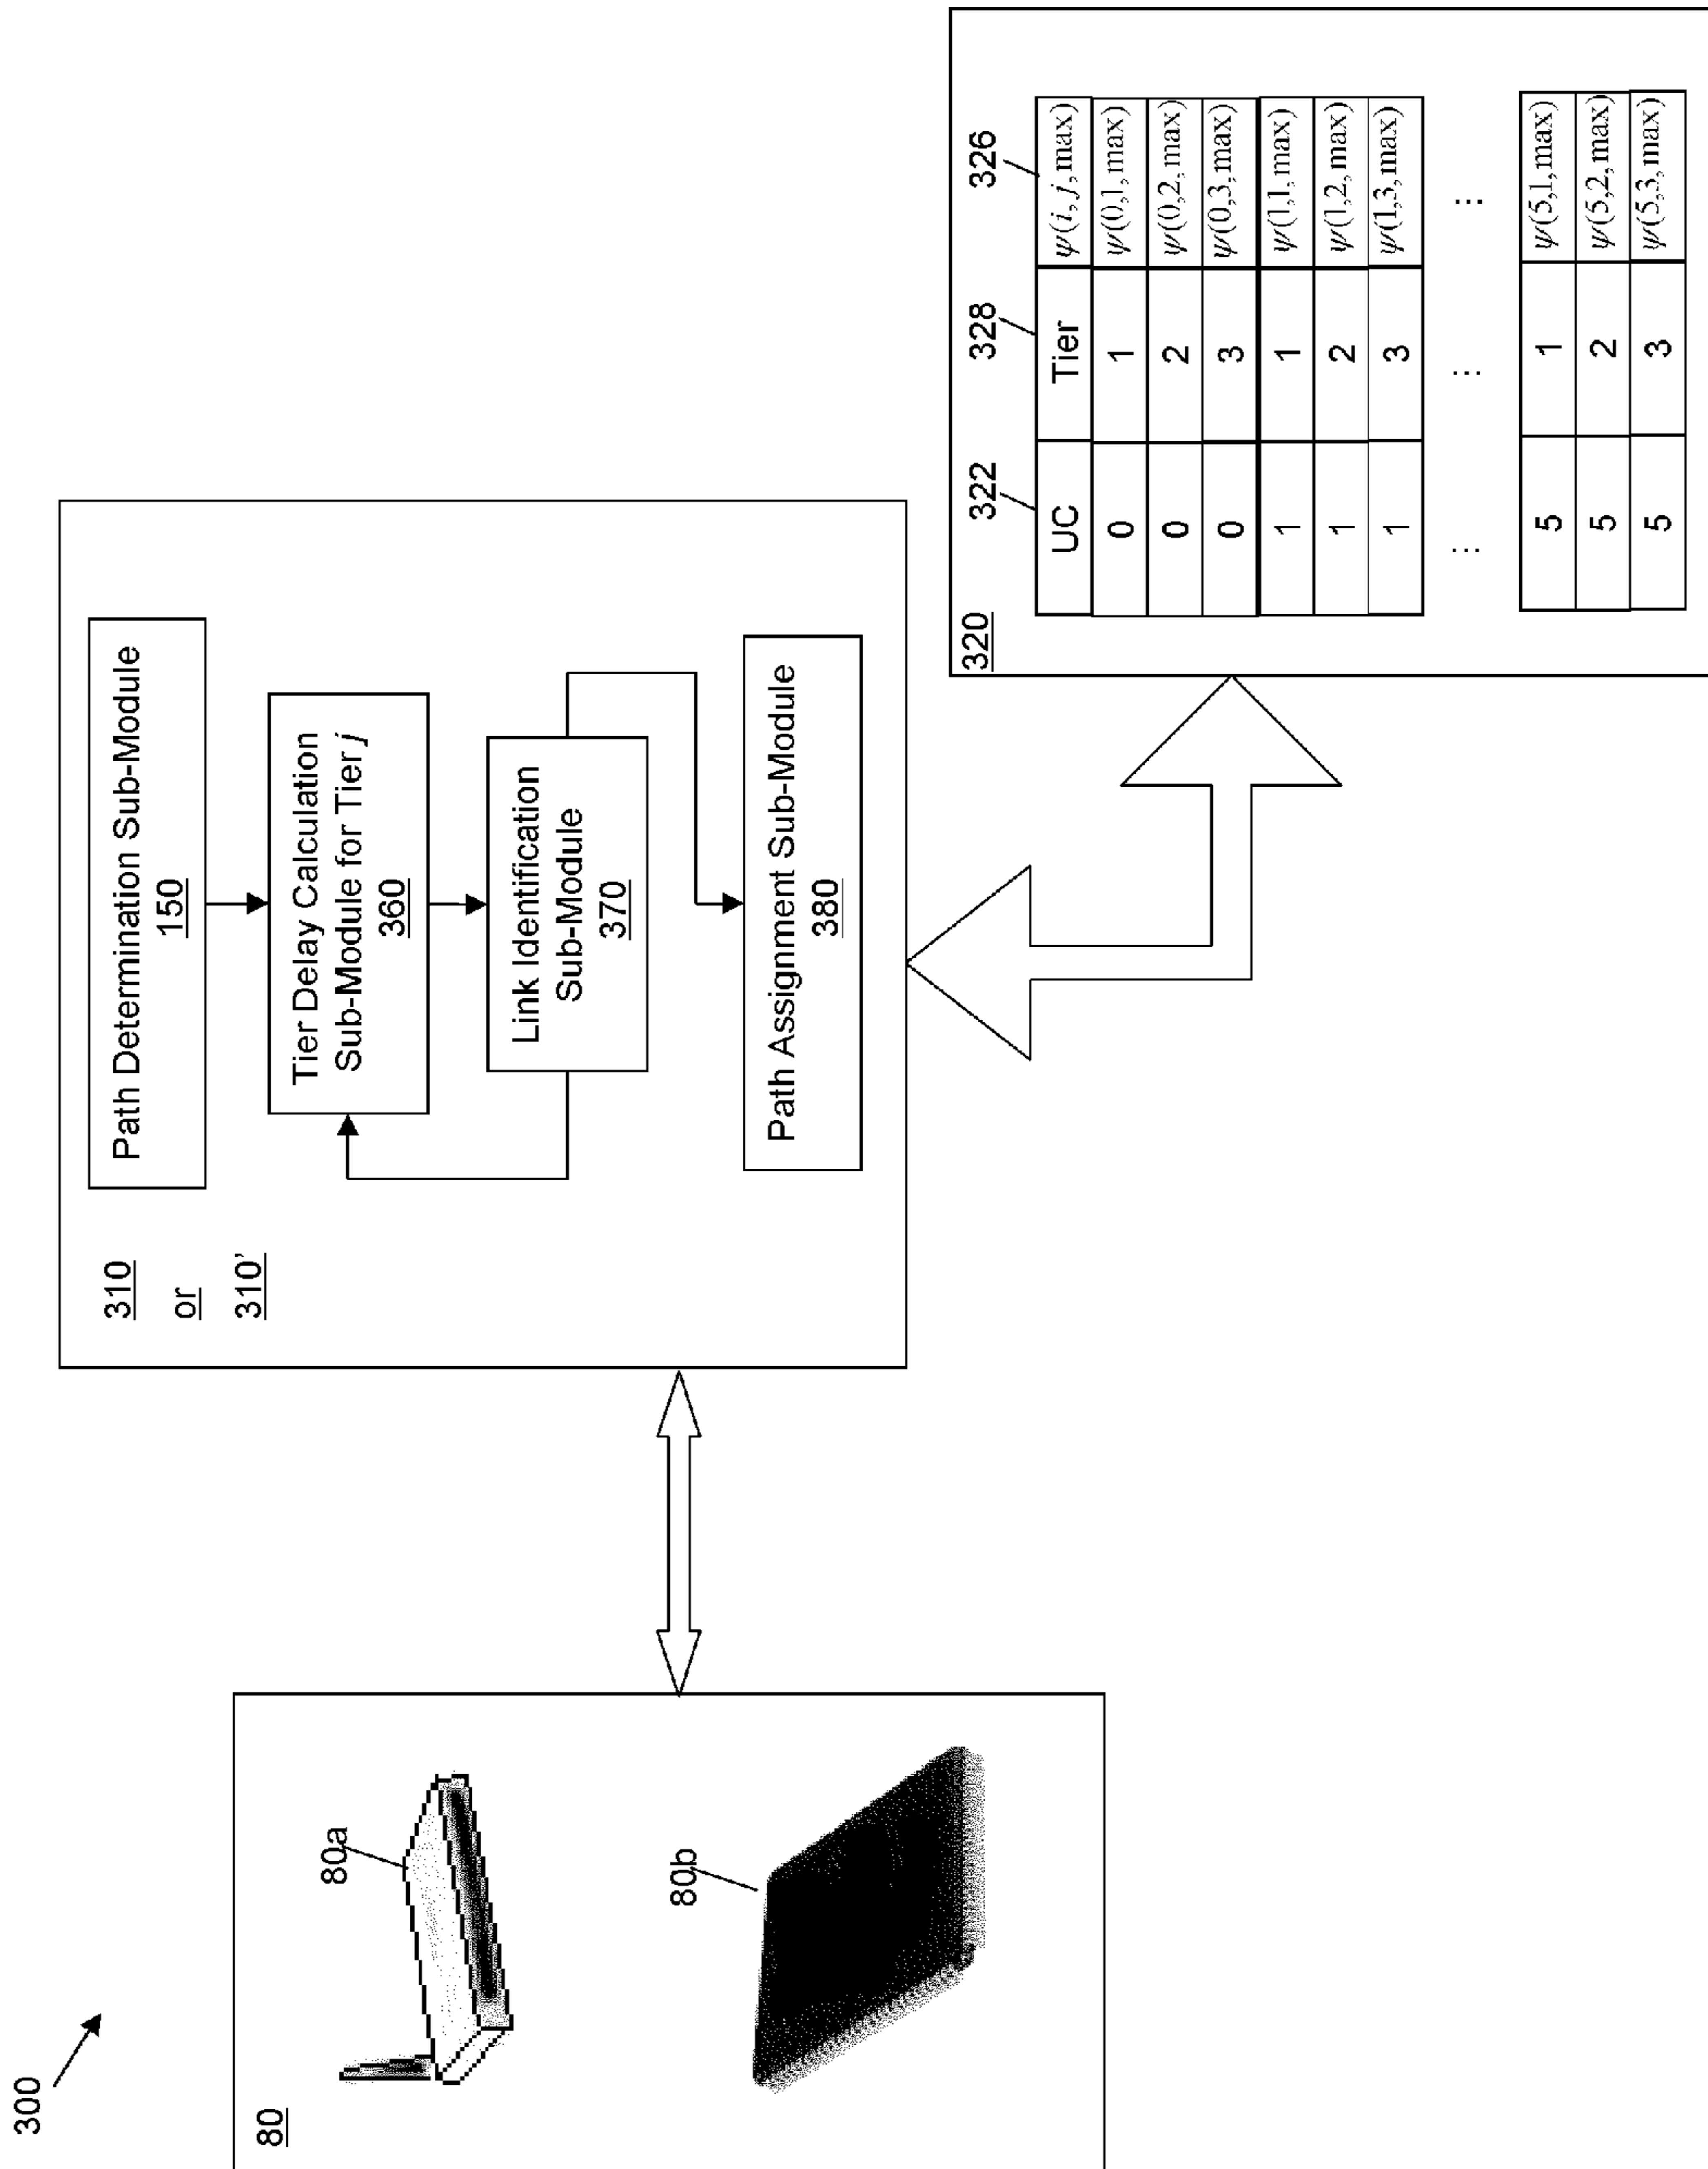 300
80
80a
80b
310
or
310'
Path Determination Sub-Module
150
Tier Delay Calculation
Sub-Module for Tier j
360
Link Identification
Sub-Module
370
Path Assignment Sub-Module
380
320
322 328 326
UC Tier ψ(i, j, max)
0 1 ψ(0,1,max)
0 2 ψ(0,2,max)
0 3 ψ(0,3,max)
1 1 ψ(1,1,max)
1 2 ψ(1,2,max)
1 3 ψ(1,3,max)
⋮ ⋮ ⋮
5 1 ψ(5,1,max)
5 2 ψ(5,2,max)
5 3 ψ(5,3,max)